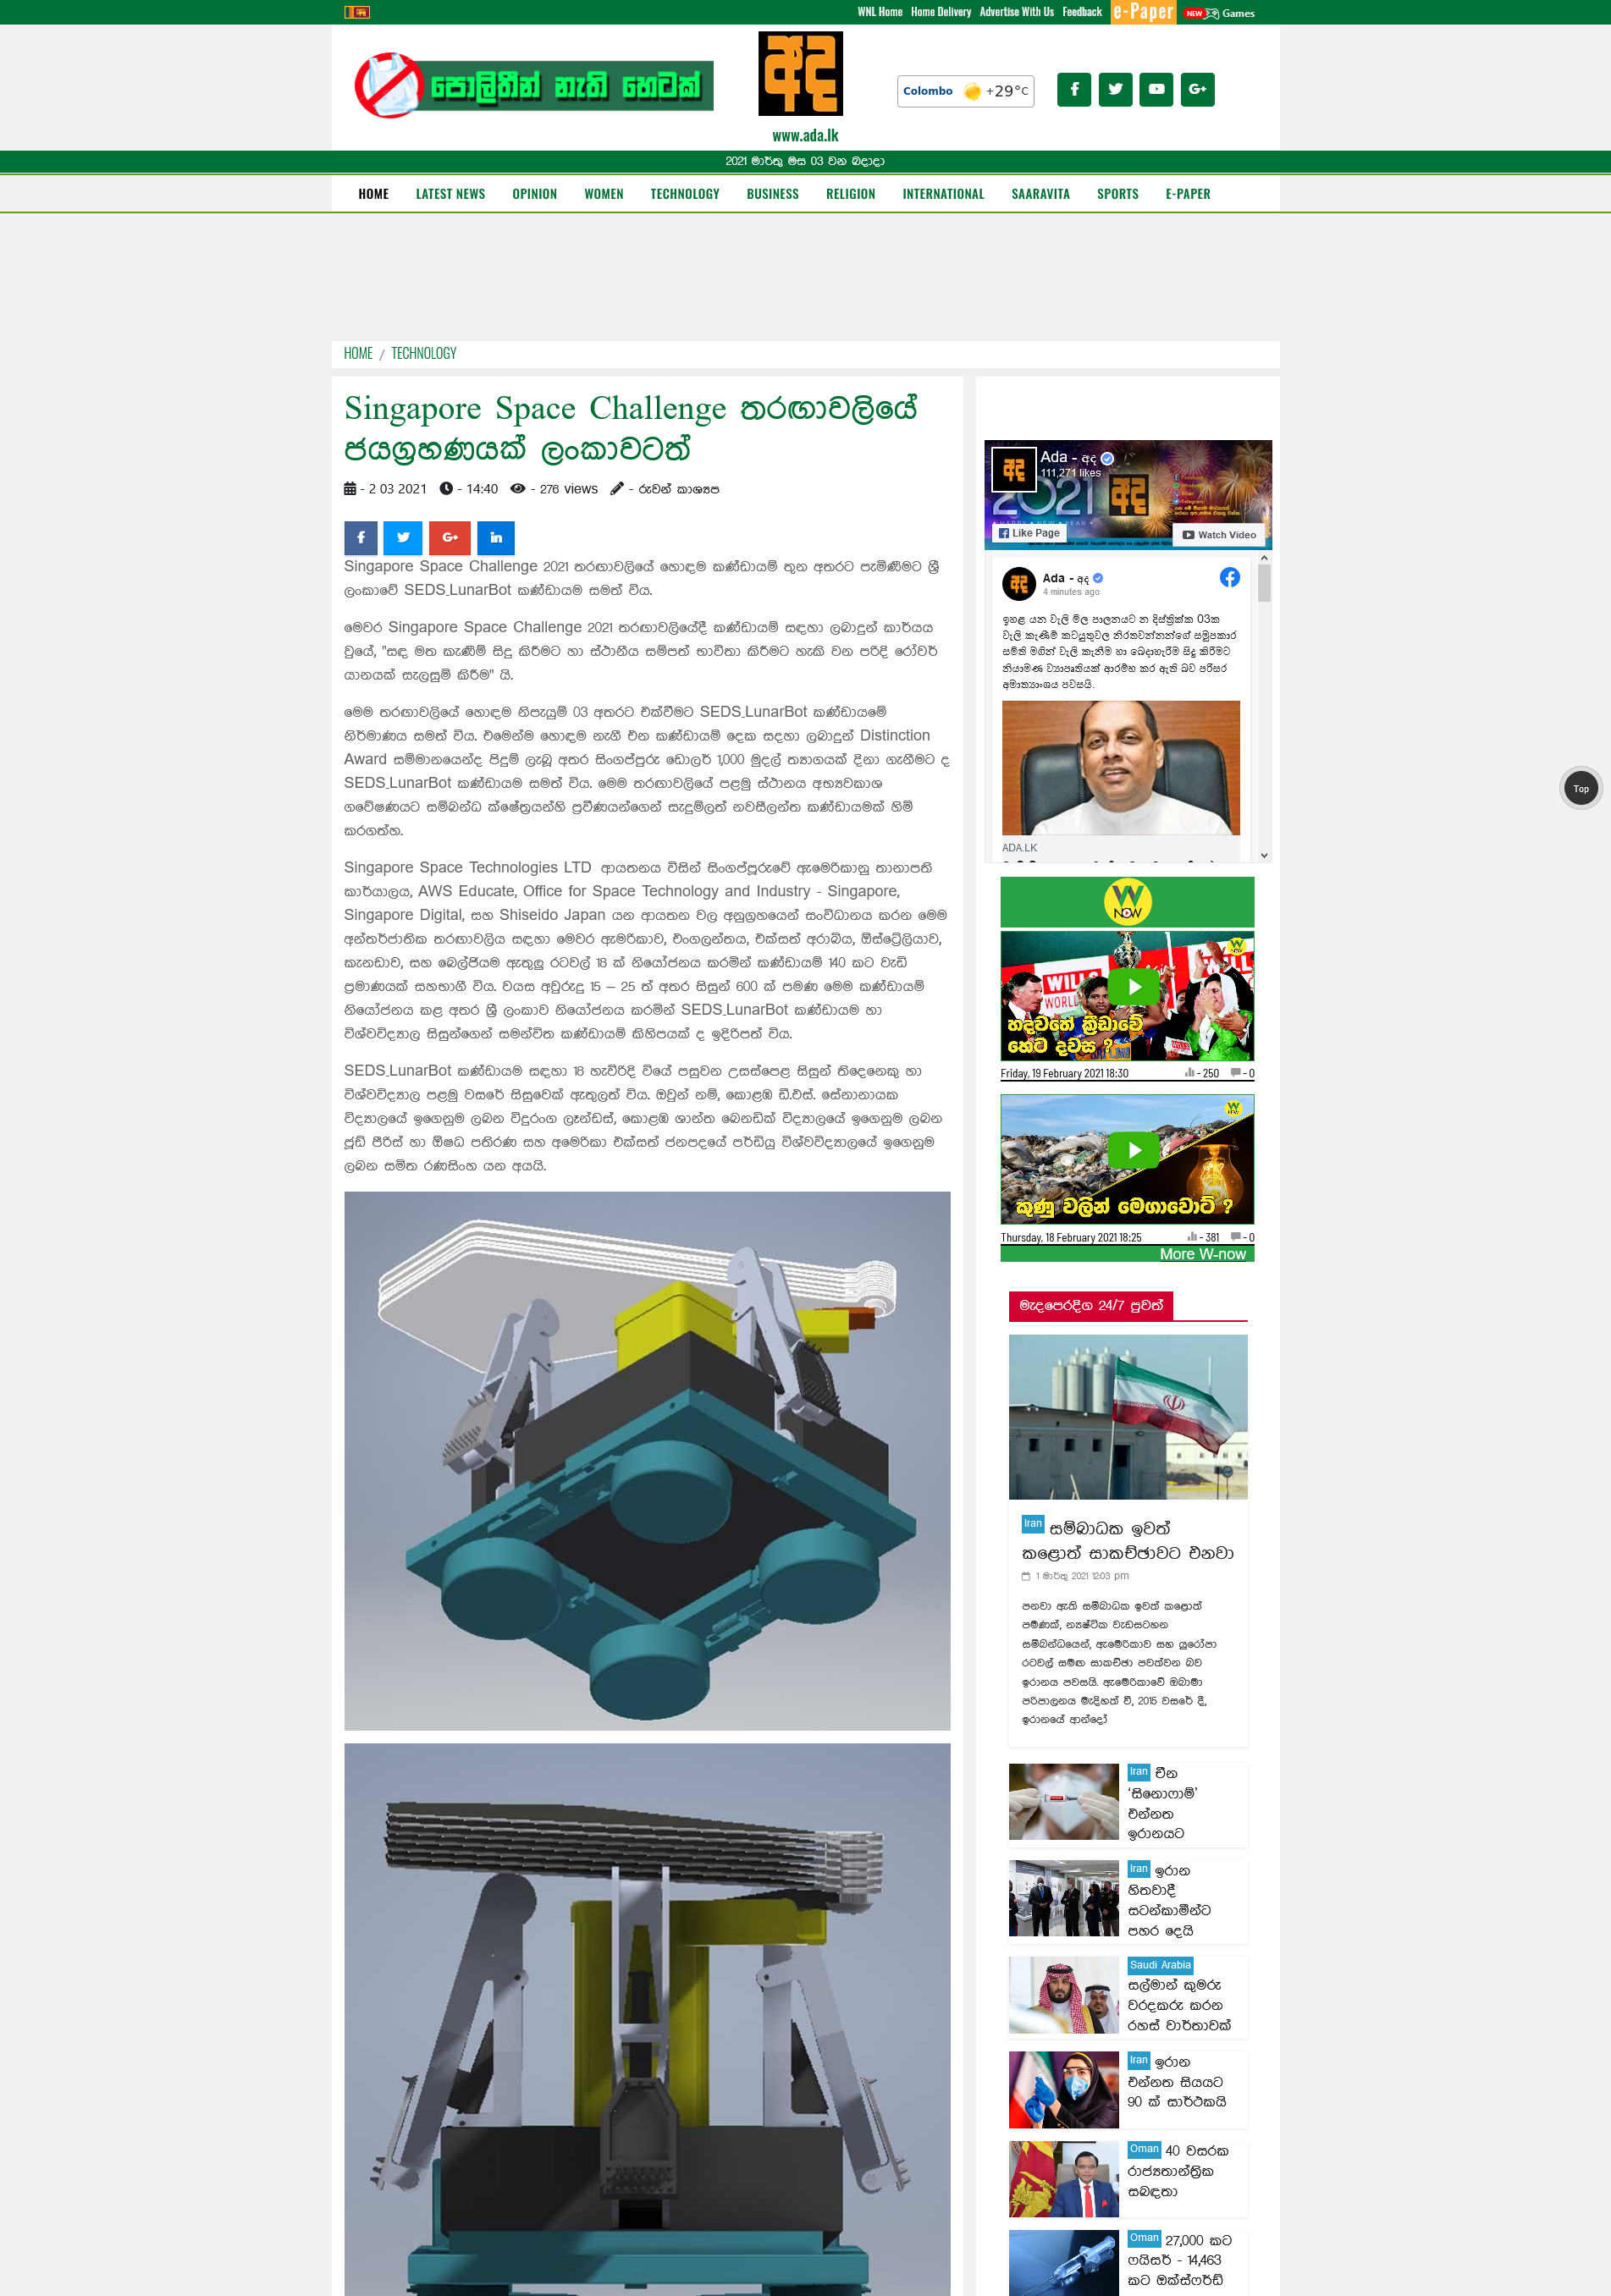 WNL Home Home Delivery Advertise With Us Feedback e-Paper NEW Games
පොලිතීන් නැති හෙටක්
අද
Colombo +29°C
www.ada.lk
2021 මාර්තු මස 03 වන බදාදා
HOME LATEST NEWS OPINION WOMEN TECHNOLOGY BUSINESS RELIGION INTERNATIONAL SAARAVITA SPORTS E-PAPER
HOME / TECHNOLOGY
Singapore Space Challenge තරඟාවලියේ
ජයග්‍රහණයක් ලංකාවටත්
- 2 03 2021 - 14:40 - 276 views - රුවන් කාශ්‍යප
Singapore Space Challenge 2021 තරඟාවලියේ හොඳම කණ්ඩායම් තුන අතරට පැමිණීමට ශ්‍රී
ලංකාවේ SEDS_LunarBot කණ්ඩායම සමත් විය.
මෙවර Singapore Space Challenge 2021 තරඟාවලියේදී කණ්ඩායම් සඳහා ලබාදුන් කාර්යය
වූයේ, "සඳ මත කැණීම් සිදු කිරීමට හා ස්ථානීය සම්පත් භාවිතා කිරීමට හැකි වන පරිදි රෝවර්
යානයක් සැලසුම් කිරීම" යි.
මෙම තරඟාවලියේ හොඳම නිපැයුම් 03 අතරට එක්වීමට SEDS_LunarBot කණ්ඩායමේ
නිර්මාණය සමත් විය. එමෙන්ම හොඳම නැගී එන කණ්ඩායම් දෙක සදහා ලබාදුන් Distinction
Award සම්මානයෙන්ද පිදුම් ලැබූ අතර සිංගප්පුරු ඩොලර් 1,000 මුදල් ත්‍යාගයක් දිනා ගැනීමට ද
SEDS_LunarBot කණ්ඩායම සමත් විය. මෙම තරඟාවලියේ පළමු ස්ථානය අභ්‍යවකාශ
ගවේෂණයට සම්බන්ධ ක්ෂේත්‍රයන්හි ප්‍රවීණයන්ගෙන් සැදුම්ලත් නවසීලන්ත කණ්ඩායමක් හිමි
කරගත්හ.
Singapore Space Technologies LTD ආයතනය විසින් සිංගප්පූරුවේ ඇමෙරිකානු තානාපති
කාර්යාලය, AWS Educate, Office for Space Technology and Industry - Singapore,
Singapore Digital, සහ Shiseido Japan යන ආයතන වල අනුග්‍රහයෙන් සංවිධානය කරන මෙම
අන්තර්ජාතික තරඟාවලිය සඳහා මෙවර ඇමරිකාව, එංගලන්තය, එක්සත් අරාබිය, ඕස්ට්‍රේලියාව,
කැනඩාව, සහ බෙල්ජියම ඇතුලු රටවල් 18 ක් නියෝජනය කරමින් කණ්ඩායම් 140 කට වැඩි
ප්‍රමාණයක් සහභාගී විය. වයස අවුරුදු 15 – 25 ත් අතර සිසුන් 600 ක් පමණ මෙම කණ්ඩායම්
නියෝජනය කළ අතර ශ්‍රී ලංකාව නියෝජනය කරමින් SEDS_LunarBot කණ්ඩායම හා
විශ්වවිද්‍යාල සිසුන්ගෙන් සමන්විත කණ්ඩායම් කිහිපයක් ද ඉදිරිපත් විය.
SEDS_LunarBot කණ්ඩායම සඳහා 18 හැවිරිදි වියේ පසුවන උසස්පෙළ සිසුන් තිදෙනෙකු හා
විශ්වවිද්‍යාල පළමු වසරේ සිසුවෙක් ඇතුලත් විය. ඔවුන් නම්, කොළඹ ඩී.එස්. සේනානායක
විද්‍යාලයේ ඉගෙනුම ලබන විදුරංග ලෑන්ඩස්, කොළඹ ශාන්ත බෙනඩික් විද්‍යාලයේ ඉගෙනුම ලබන
ජූඩ් පීරිස් හා ඕෂධ පතිරණ සහ අමෙරිකා එක්සත් ජනපදයේ පර්ඩියු විශ්වවිද්‍යාලයේ ඉගෙනුම
ලබන සමිත රණසිංහ යන අයයි.
Ada - අද
111,271 likes
2021 අද
HAPPY NEW YEAR
Like Page
Watch Video
Ada - අද
4 minutes ago
ඉහළ යන වැලි මිල පාලනයට න දිස්ත්‍රික්ක 03ක
වැලි කැණීම් කටයුතුවල නිරතවන්නන්ගේ සමුපකාර
සමිති මගින් වැලි කැනීම හා බෙදාහැරීම සිදු කිරීමට
නියාමණ ව්‍යාපෘතියක් ආරම්භ කර ඇති බව පරිසර
අමාත්‍යාංශය පවසයි.
ADA.LK
Top
W NOW
හදවතේ ක්‍රීඩාවේ
හෙට දවස ?
Friday, 19 February 2021 18:30 - 250 - 0
කුණු වලින් මෙගාවොට් ?
Thursday, 18 February 2021 18:25 - 381 - 0
More W-now
මැදපෙරදිග 24/7 පුවත්
Iran සම්බාධක ඉවත්
කළොත් සාකච්ඡාවට එනවා
1 මාර්තු 2021 12:03 pm
පනවා ඇති සම්බාධක ඉවත් කළොත්
පමණක්, න්‍යෂ්ටික වැඩසටහන
සම්බන්ධයෙන්, ඇමෙරිකාව සහ යුරෝපා
රටවල් සමඟ සාකච්ඡා පවත්වන බව
ඉරානය පවසයි. ඇමෙරිකාවේ ඔබාමා
පරිපාලනය මැදිහත් වී, 2015 වසරේ දී,
ඉරානයේ ආන්දෝ
Iran චීන
‘සිනොෆාම්’
එන්නත
ඉරානයට
Iran ඉරාන
හිතවාදී
සටන්කාමීන්ට
පහර දෙයි
Saudi Arabia
සල්මාන් කුමරු
වරදකරු කරන
රහස් වාර්තාවක්
Iran ඉරාන
එන්නත සියයට
90 ක් සාර්ථකයි
Oman 40 වසරක
රාජ්‍යතාන්ත්‍රික
සබඳතා
Oman 27,000 කට
ෆයිසර් - 14,463
කට ඔක්ස්ෆර්ඩ්